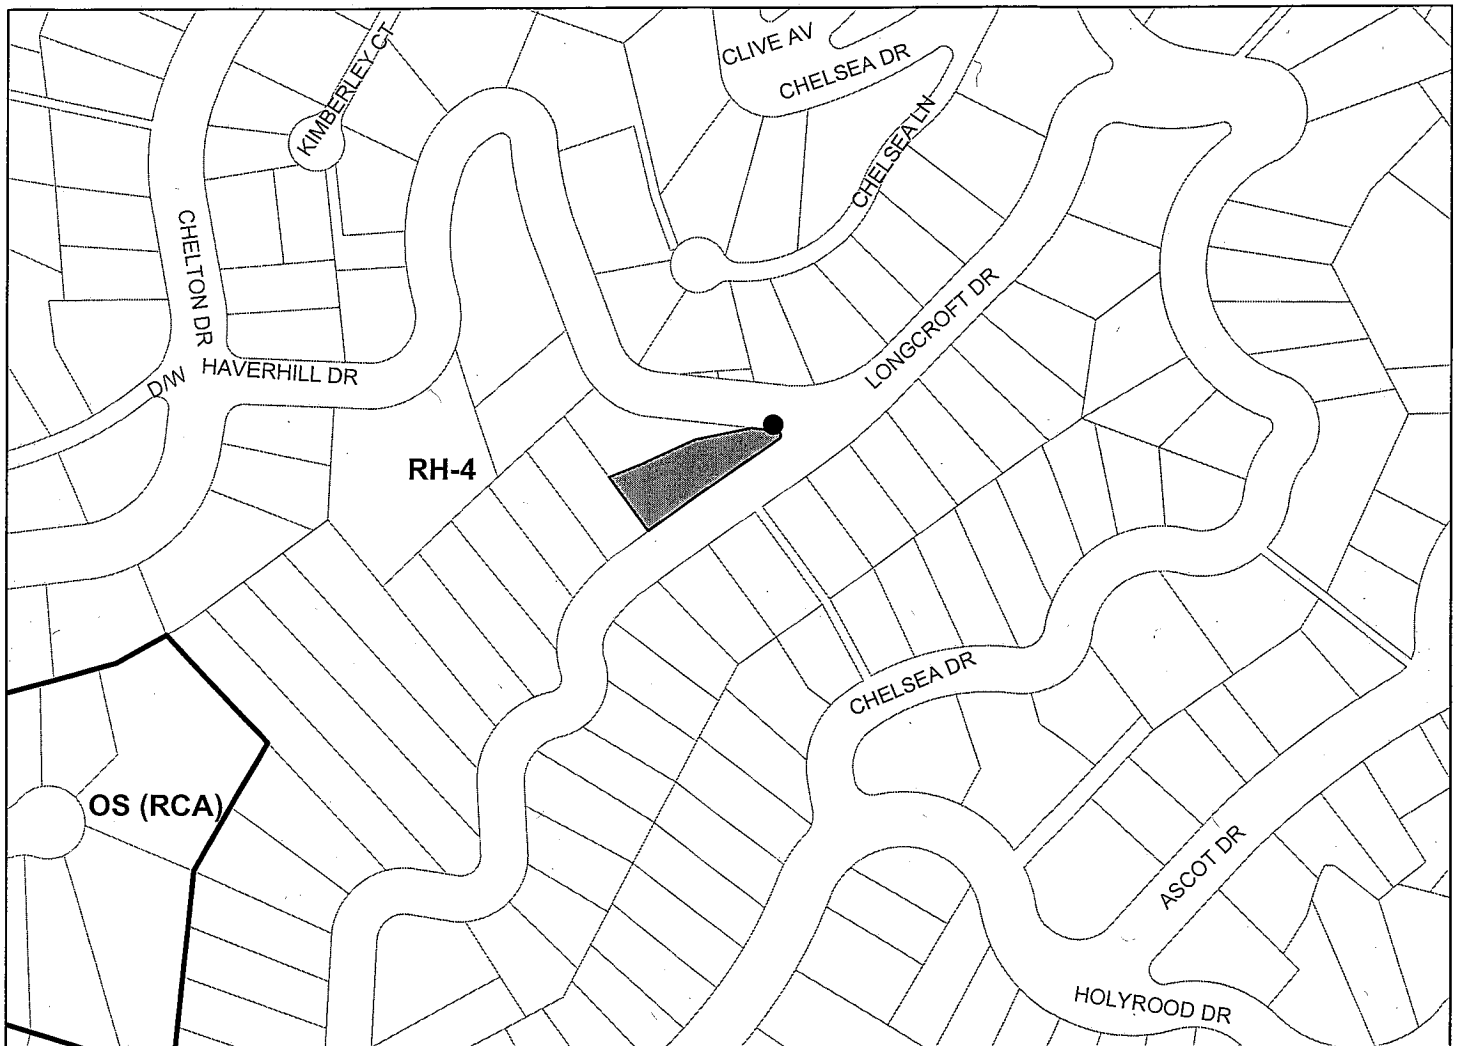 CLIVE AV
CHELSEA DR
KIMBERLEY CT
CHELSEA LN
CHELTON DR
LONGCROFT DR
D/W
HAVERHILL DR
RH-4
CHELSEA DR
OS (RCA)
ASCOT DR
HOLYROOD DR